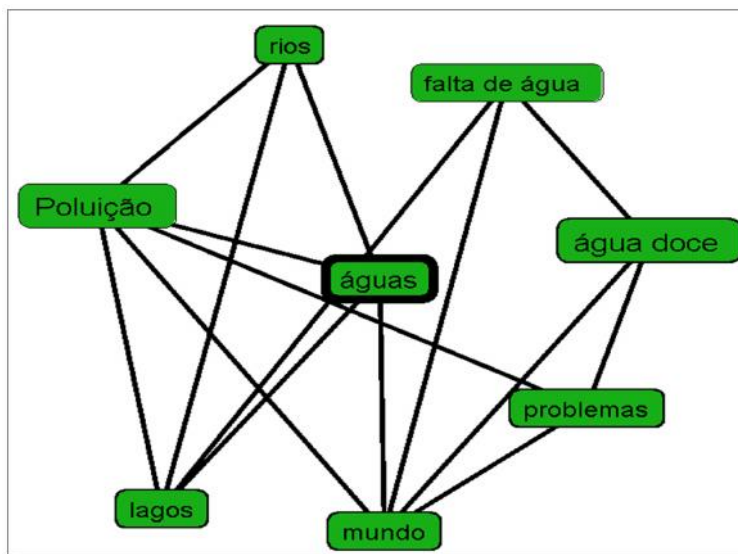 rios
falta de água
Poluição
água doce
águas
problemas
lagos
mundo